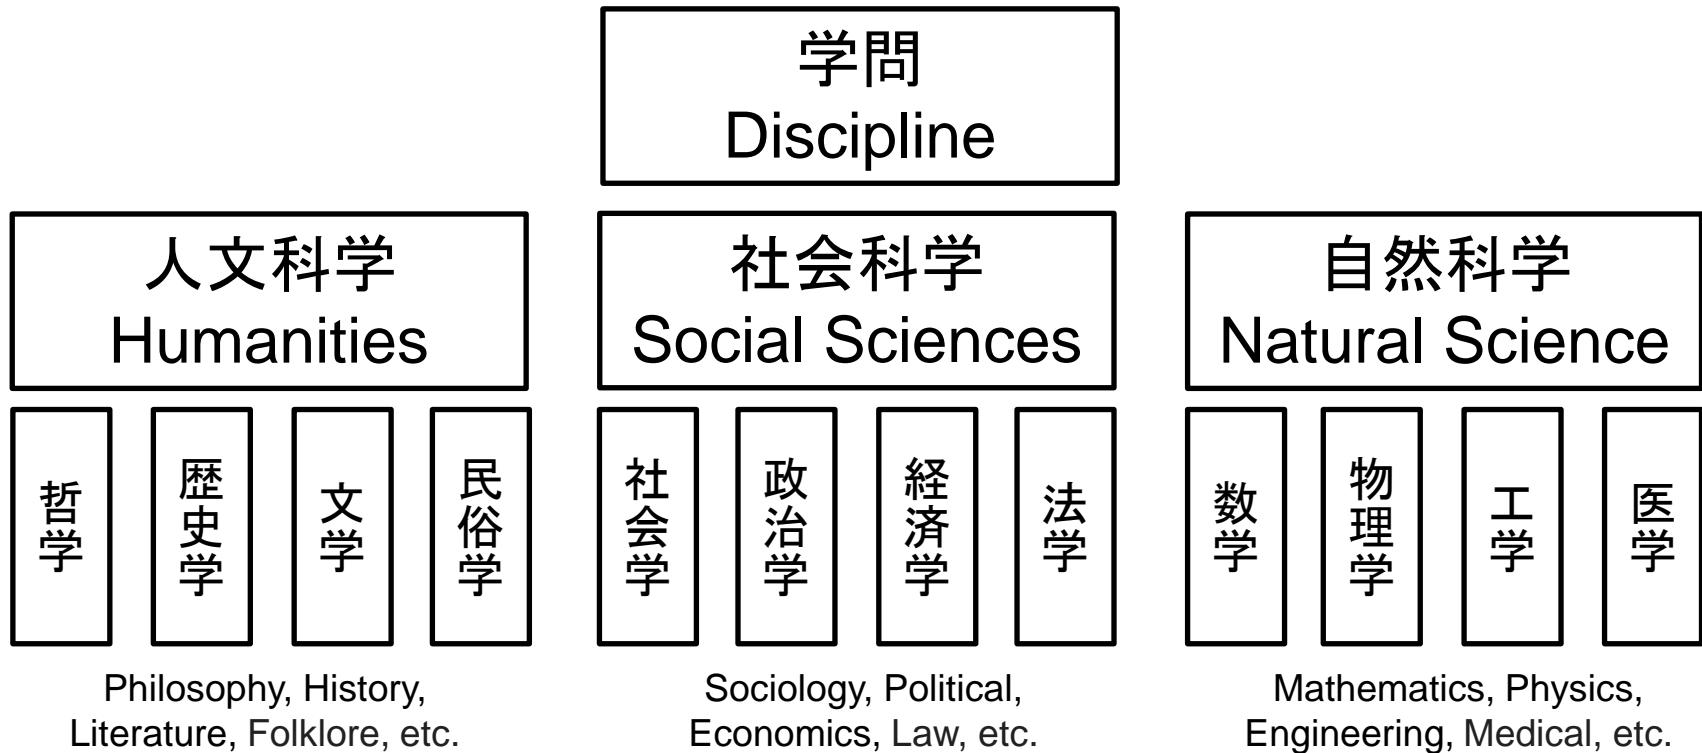 学問
Discipline
人文科学
Humanities
社会科学
Social Sciences
自然科学
Natural Science
哲学
歴史学
文学
民俗学
社会学
政治学
経済学
法学
数学
物理学
工学
医学
Philosophy, History,
Literature, Folklore, etc.
Sociology, Political,
Economics, Law, etc.
Mathematics, Physics,
Engineering, Medical, etc.